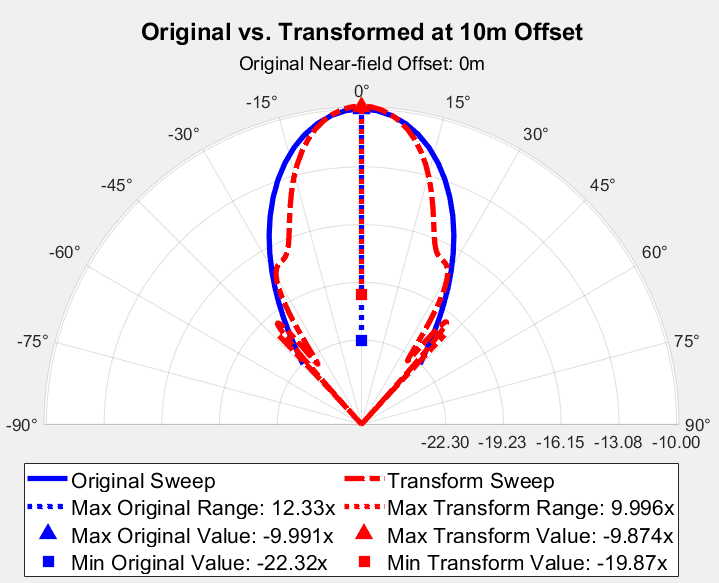 Original vs. Transformed at 10m Offset
Original Near-field Offset: 0m
0°
-15° 15°
-30° 30°
-45° 45°
-60° 60°
-75° 75°
-90° 90°
-22.30 -19.23 -16.15 -13.08 -10.00
Original Sweep Transform Sweep
Max Original Range: 12.33x Max Transform Range: 9.996x
Max Original Value: -9.991x Max Transform Value: -9.874x
Min Original Value: -22.32x Min Transform Value: -19.87x